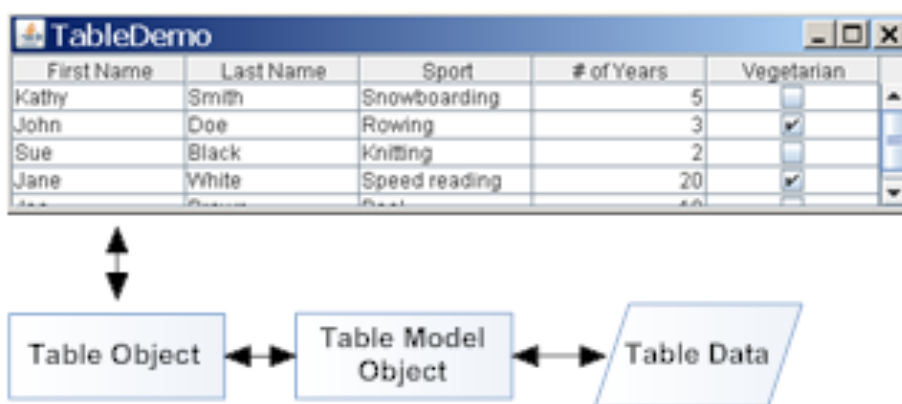 TableDemo
First Name Last Name Sport # of Years Vegetarian
Kathy Smith Snowboarding 5
John Doe Rowing 3
Sue Black Knitting 2
Jane White Speed reading 20
Table Object
Table Model
Object
Table Data